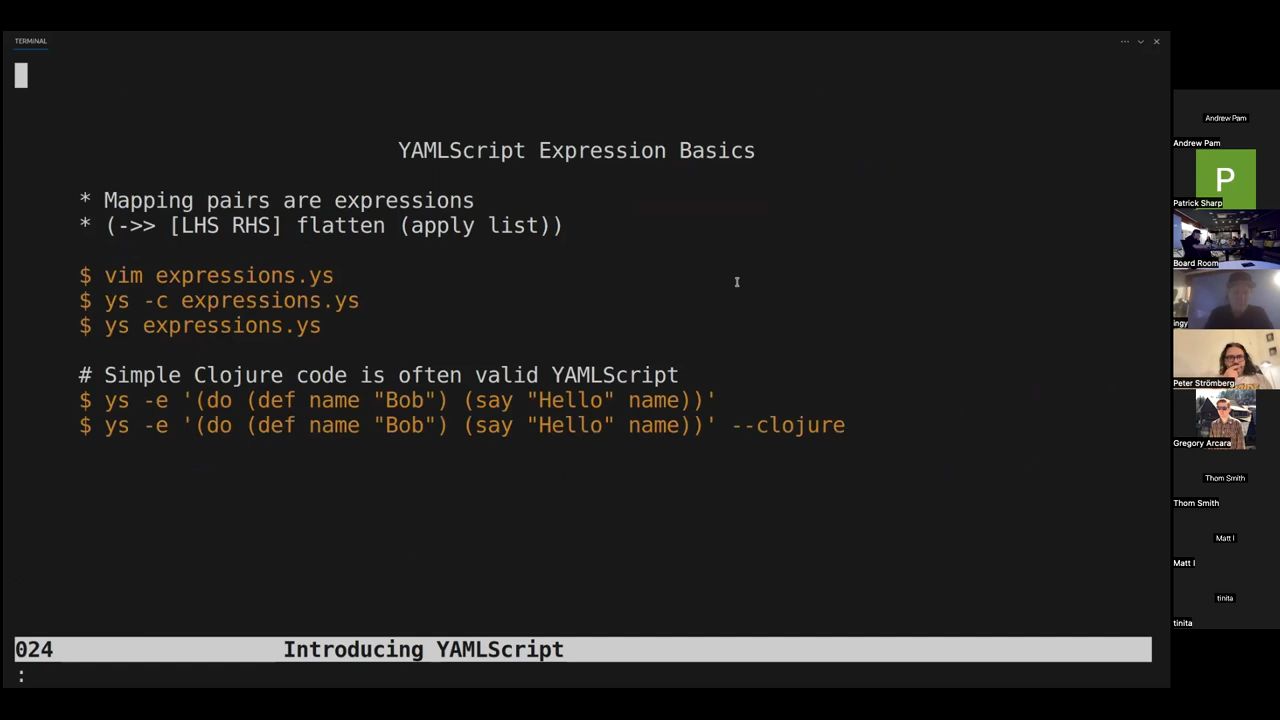 TERMINAL
YAMLScript Expression Basics
* Mapping pairs are expressions
* (->> [LHS RHS] flatten (apply list))
$ vim expressions.ys
$ ys -c expressions.ys
$ ys expressions.ys
# Simple Clojure code is often valid YAMLScript
$ ys -e '(do (def name "Bob") (say "Hello" name))'
$ ys -e '(do (def name "Bob") (say "Hello" name))' --clojure
024 Introducing YAMLScript
:
Andrew Pam
Andrew Pam
P
Patrick Sharp
Board Room
ingy
Peter Strömberg
Gregory Arcara
Thom Smith
Thom Smith
Matt I
Matt I
tinita
tinita